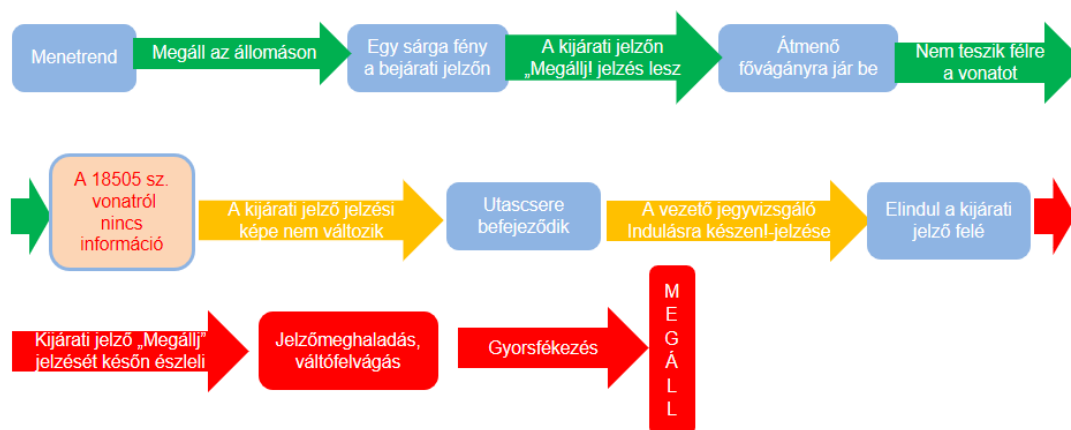 Menetrend
Megáll az állomáson
Egy sárga fény
a bejárati jelzőn
A kijárati jelzőn
„Megállj! jelzés lesz
Átmenő
fővágányra jár be
Nem teszik félre
a vonatot
A 18505 sz.
vonatról
nincs
információ
A kijárati jelző jelzési
képe nem változik
Utascsere
befejeződik
A vezető jegyvizsgáló
Indulásra készen!-jelzése
Elindul a kijárati
jelző felé
Kijárati jelző „Megállj”
jelzését későn észleli
Jelzőmeghaladás,
váltófelvágás
Gyorsfékezés
M
E
G
Á
L
L